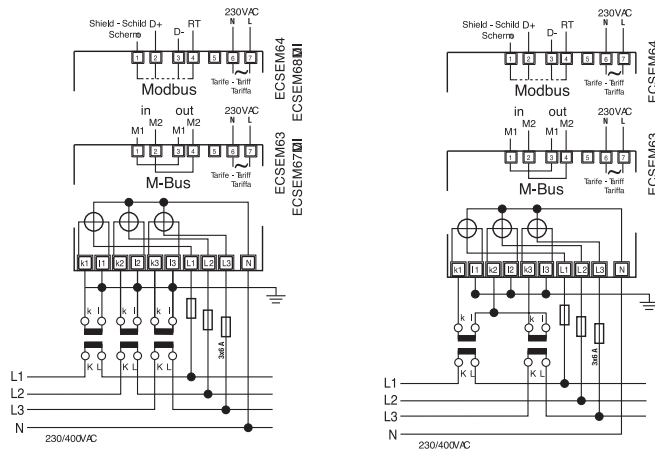 Shield - Schild D+ D- RT 230VAC
Scherno N L
1 2 3 4 5 6 7
Modbus
Tarife - Tariff
Tariffa
ECSEM64
ECSEM68MID
in out 230VAC
M1 M2 M1 M2 N L
1 2 3 4 5 6 7
M-Bus
Tarife - Tariff
Tariffa
ECSEM63
ECSEM67MID
k1 l1 k2 l2 k3 l3 L1 L2 L3 N
k l k l k l
3x6 A
K L K L K L
L1
L2
L3
N
230/400VAC
Shield - Schild D+ D- RT 230VAC
Schermo N L
1 2 3 4 5 6 7
Modbus
Tarife - Tariff
Tariffa
ECSEM64
in out 230VAC
M1 M2 M1 M2 N L
1 2 3 4 5 6 7
M-Bus
Tarife - Tariff
Tariffa
ECSEM63
k1 l1 k2 l2 k3 l3 L1 L2 L3 N
k l k l
3x6 A
K L K L
L1
L2
L3
N
230/400VAC